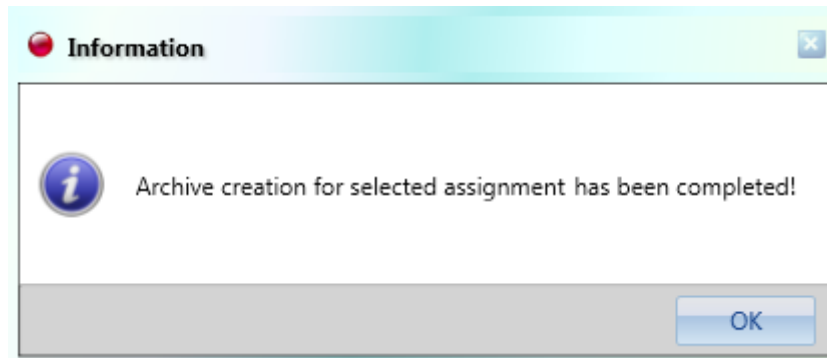 Information
Archive creation for selected assignment has been completed!
OK